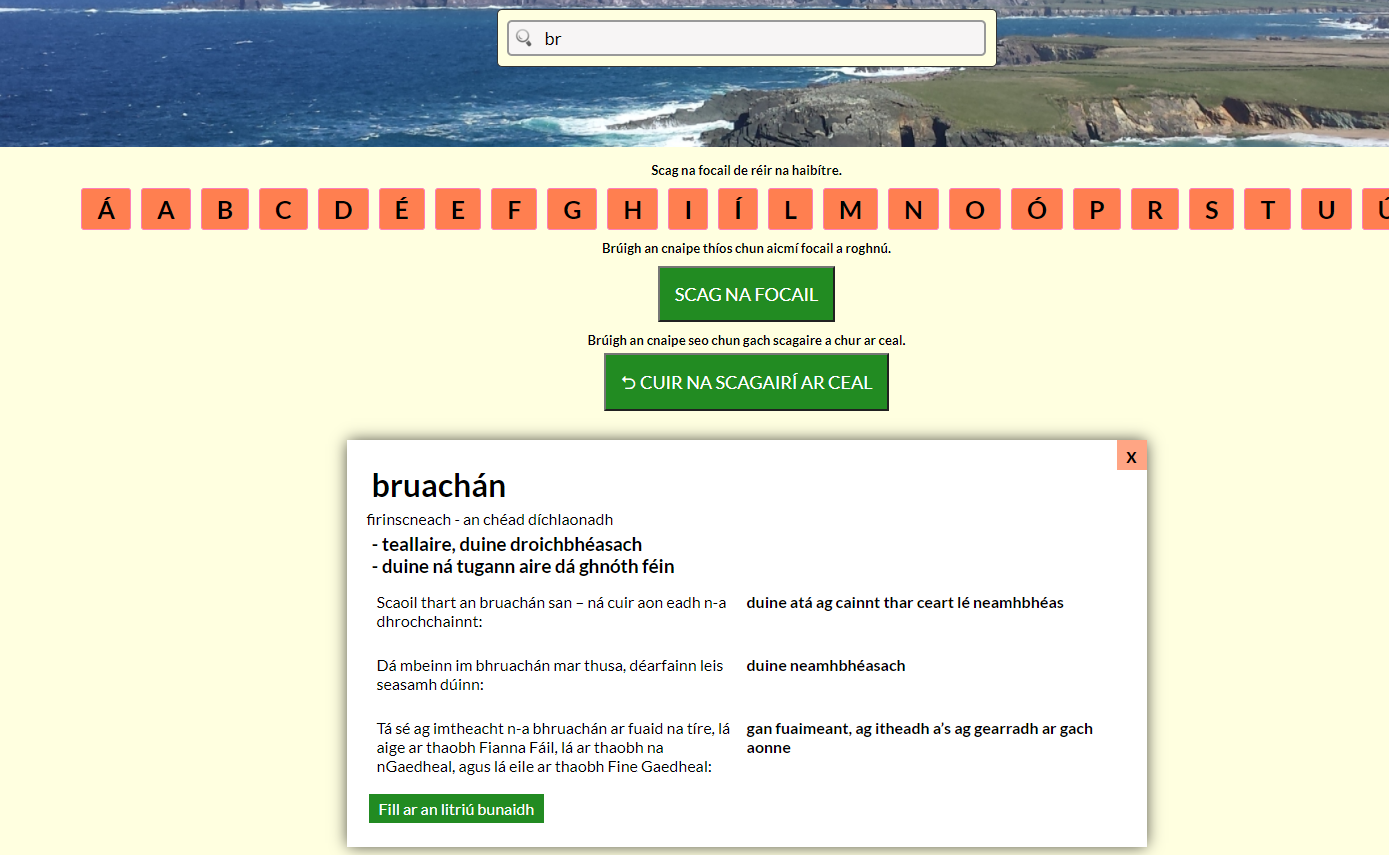 br
Scag na focail de réir na haibítre.
Á A B C D É E F G H I Í L M N O Ó P R S T U Ú
Brúigh an cnaipe thíos chun aicmí focail a roghnú.
SCAG NA FOCAIL
Brúigh an cnaipe seo chun gach scagaire a chur ar ceal.
⮌ CUIR NA SCAGAIRÍ AR CEAL
X
bruachán
firinscneach - an chéad díchlaonadh
- teallaire, duine droichbhéasach
- duine ná tugann aire dá ghnóth féin
Scaoil thart an bruachán san – ná cuir aon eadh n-a
dhrochchainnt:
duine atá ag cainnt thar ceart lé neamhbhéas
Dá mbeinn im bhruachán mar thusa, déarfainn leis
seasamh dúinn:
duine neamhbhéasach
Tá sé ag imtheacht n-a bhruachán ar fuaid na tíre, lá
aige ar thaobh Fianna Fáil, lá ar thaobh na
nGaedheal, agus lá eile ar thaobh Fine Gaedheal:
gan fuaimeant, ag itheadh a’s ag gearradh ar gach
aonne
Fill ar an litriú bunaidh